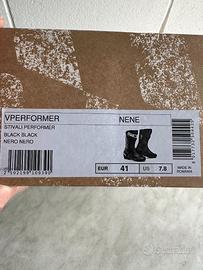 VPERFORMER
NENE
STIVALI PERFORMER
BLACK BLACK
NERO NERO
EUR
41
US
7.8
MADE IN
ROMANIA